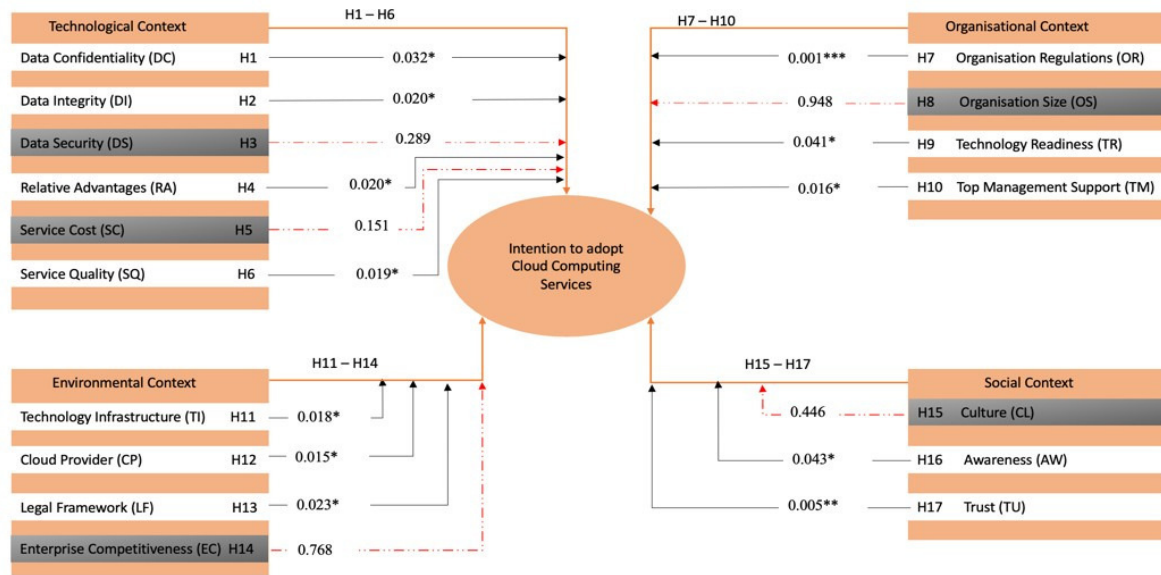 H1 – H6
Technological Context
Data Confidentiality (DC) H1 0.032*
Data Integrity (DI) H2 0.020*
Data Security (DS) H3 0.289
Relative Advantages (RA) H4 0.020*
Service Cost (SC) H5 0.151
Service Quality (SQ) H6 0.019*
H7 – H10
Organisational Context
0.001*** H7 Organisation Regulations (OR)
0.948 H8 Organisation Size (OS)
0.041* H9 Technology Readiness (TR)
0.016* H10 Top Management Support (TM)
Intention to adopt
Cloud Computing
Services
H11 – H14
Environmental Context
Technology Infrastructure (TI) H11 0.018*
Cloud Provider (CP) H12 0.015*
Legal Framework (LF) H13 0.023*
Enterprise Competitiveness (EC) H14 0.768
H15 – H17
Social Context
0.446 H15 Culture (CL)
0.043* H16 Awareness (AW)
0.005** H17 Trust (TU)